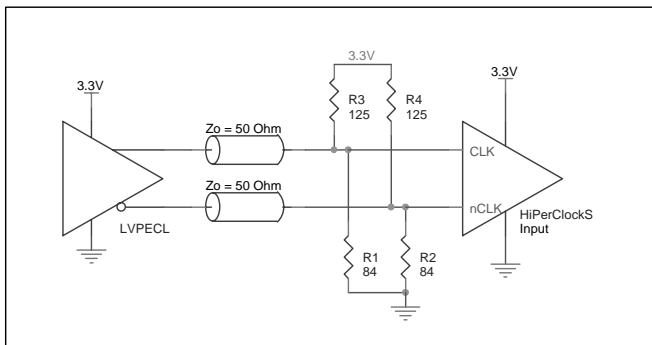 3.3V
3.3V
3.3V
R3
125
R4
125
Zo = 50 Ohm
CLK
Zo = 50 Ohm
nCLK
HiPerClockS
Input
LVPECL
R1
84
R2
84